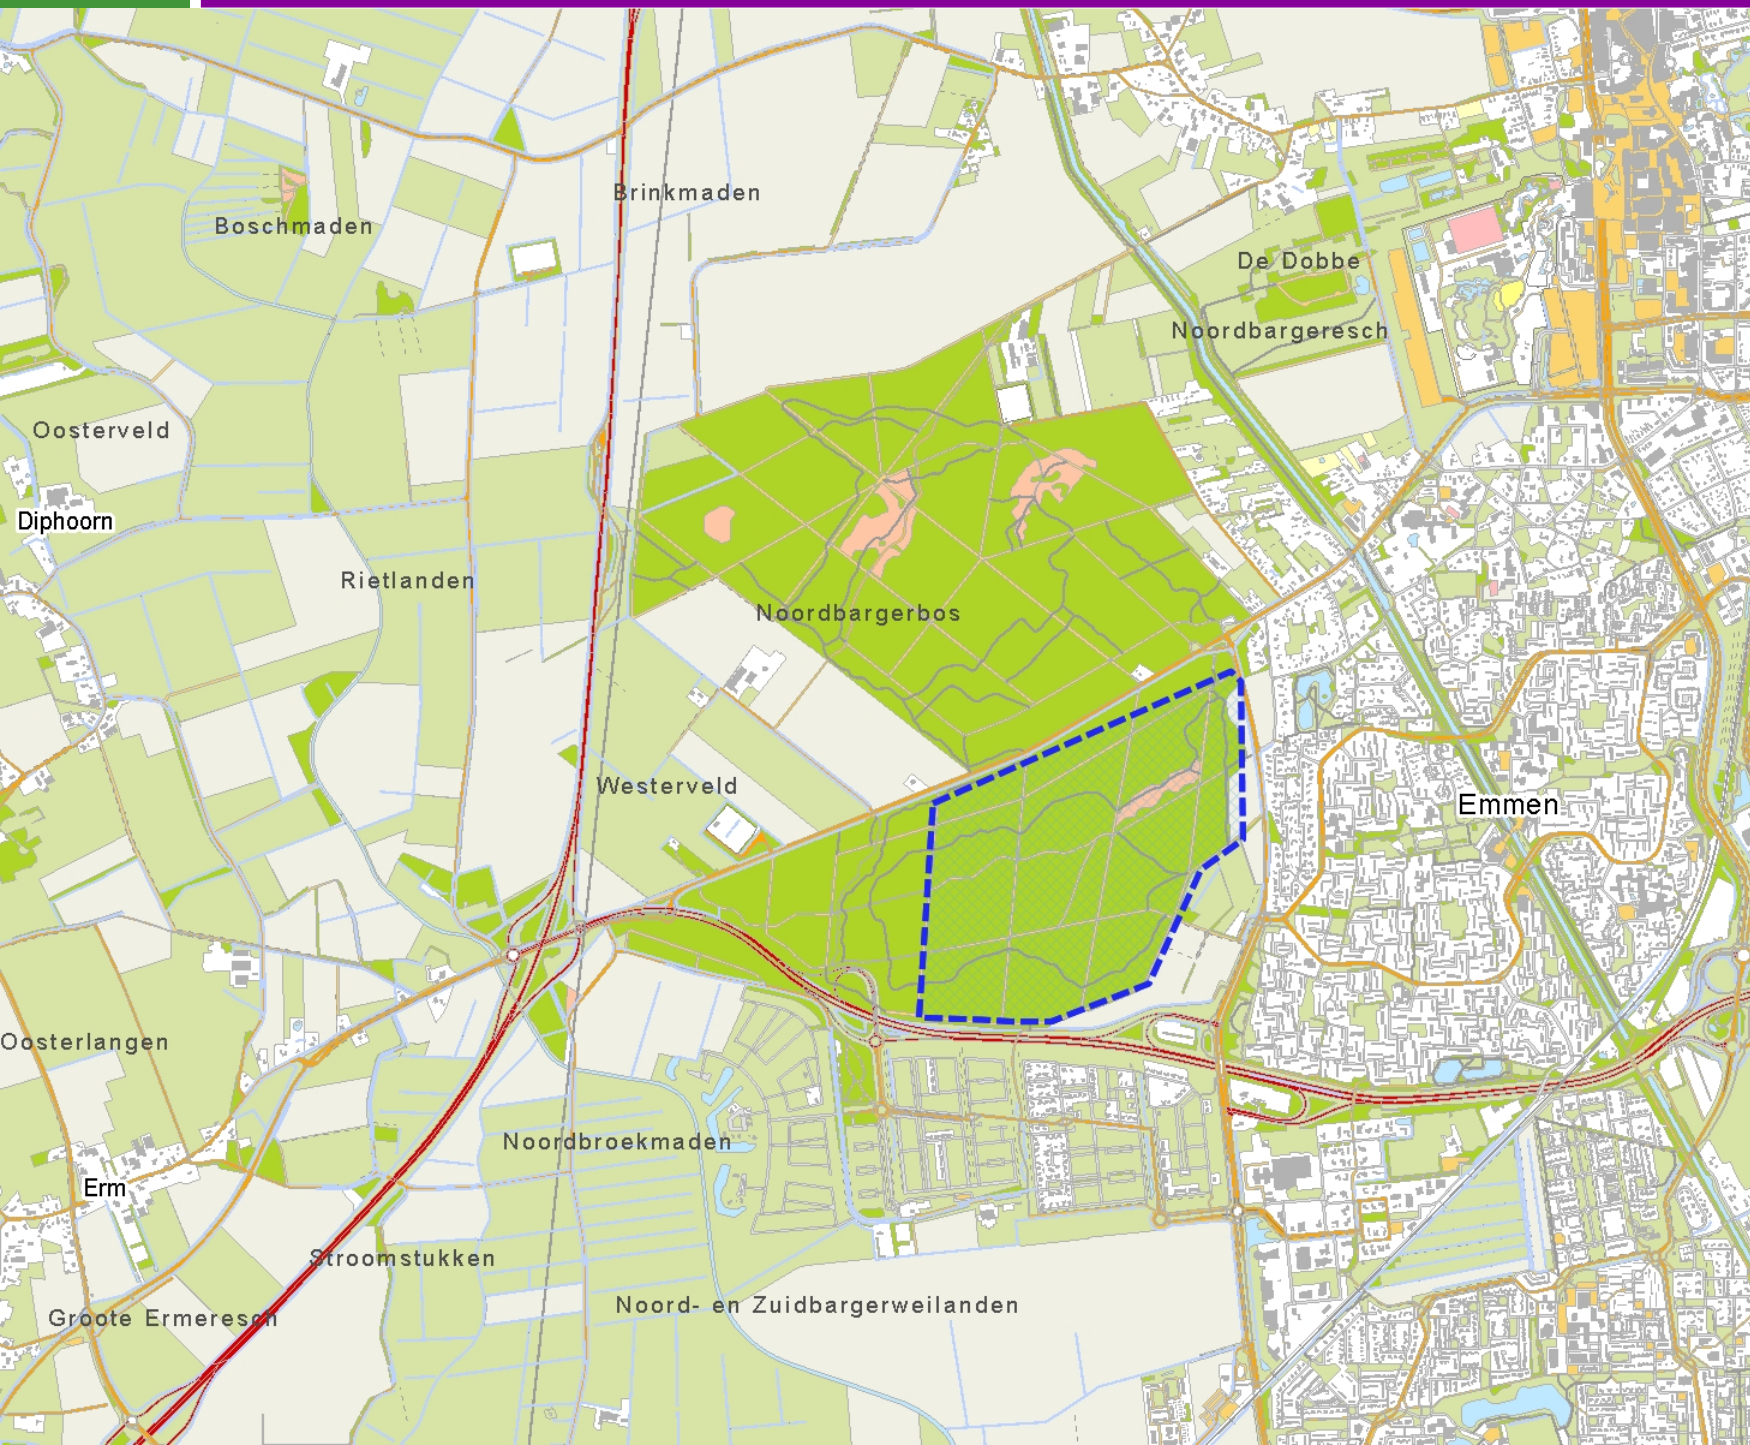 Brinkmaden
Boschmaden
De Dobbe
Noordbargeresch
Oosterveld
Diphoorn
Rietlanden
Noordbargerbos
Westerveld
Emmen
Oosterlangen
Noordbroekmaden
Erm
Stroomstukken
Noord- en Zuidbargerweilanden
Groote Ermeresch